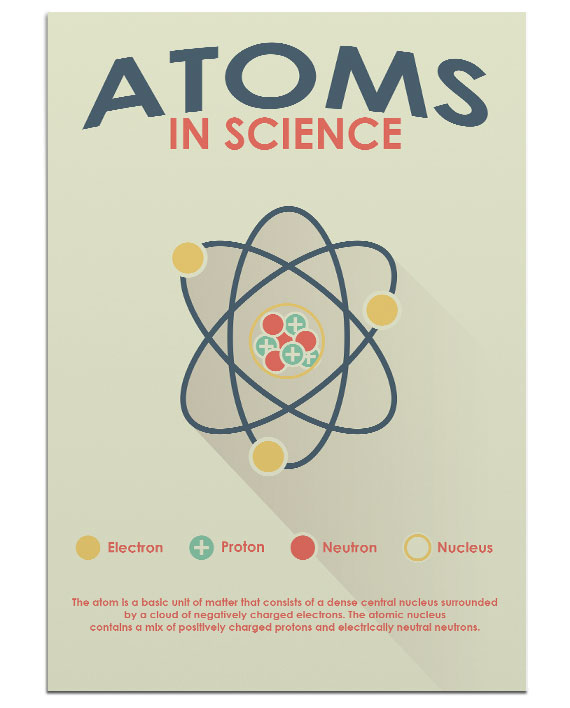 ATOMS
IN SCIENCE
Electron
Proton
Neutron
Nucleus
The atom is a basic unit of matter that consists of a dense central nucleus surrounded
by a cloud of negatively charged electrons. The atomic nucleus
contains a mix of positively charged protons and electrically neutral neutrons.